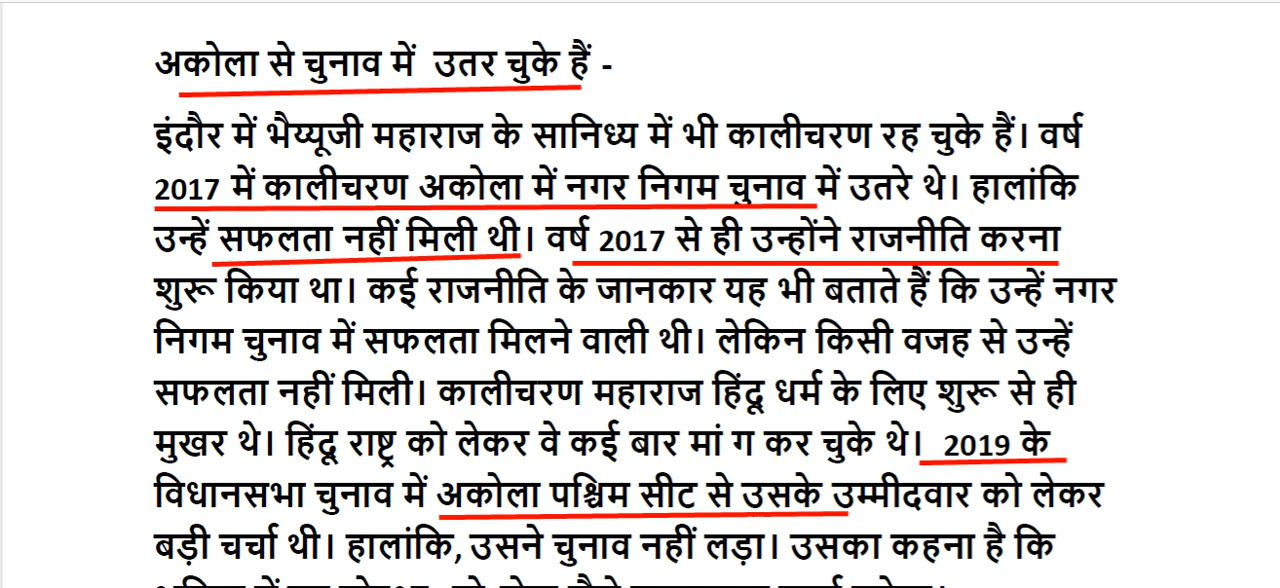 अकोला से चुनाव में उतर चुके हैं -
इंदौर में भैय्यूजी महाराज के सानिध्य में भी कालीचरण रह चुके हैं। वर्ष
2017 में कालीचरण अकोला में नगर निगम चुनाव में उतरे थे। हालांकि
उन्हें सफलता नहीं मिली थी। वर्ष 2017 से ही उन्होंने राजनीति करना
शुरू किया था। कई राजनीति के जानकार यह भी बताते हैं कि उन्हें नगर
निगम चुनाव में सफलता मिलने वाली थी। लेकिन किसी वजह से उन्हें
सफलता नहीं मिली। कालीचरण महाराज हिंदू धर्म के लिए शुरू से ही
मुखर थे। हिंदू राष्ट्र को लेकर वे कई बार मां ग कर चुके थे। 2019 के
विधानसभा चुनाव में अकोला पश्चिम सीट से उसके उम्मीदवार को लेकर
बड़ी चर्चा थी। हालांकि, उसने चुनाव नहीं लड़ा। उसका कहना है कि